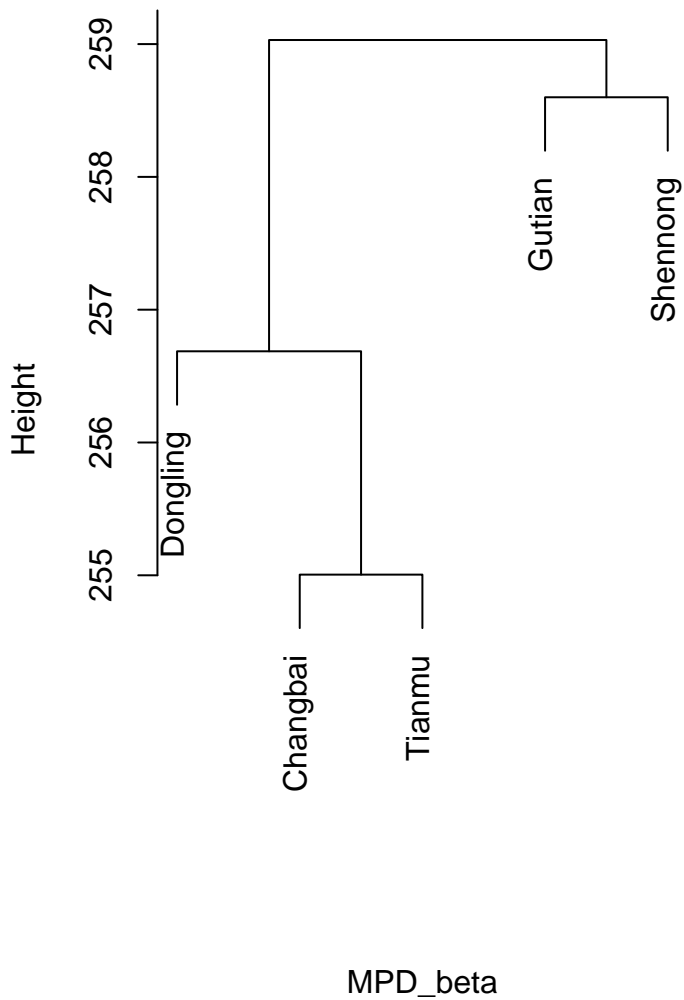 Height
259
258
257
256
255
Dongling
Changbai
Tianmu
Gutian
Shennong
MPD_beta